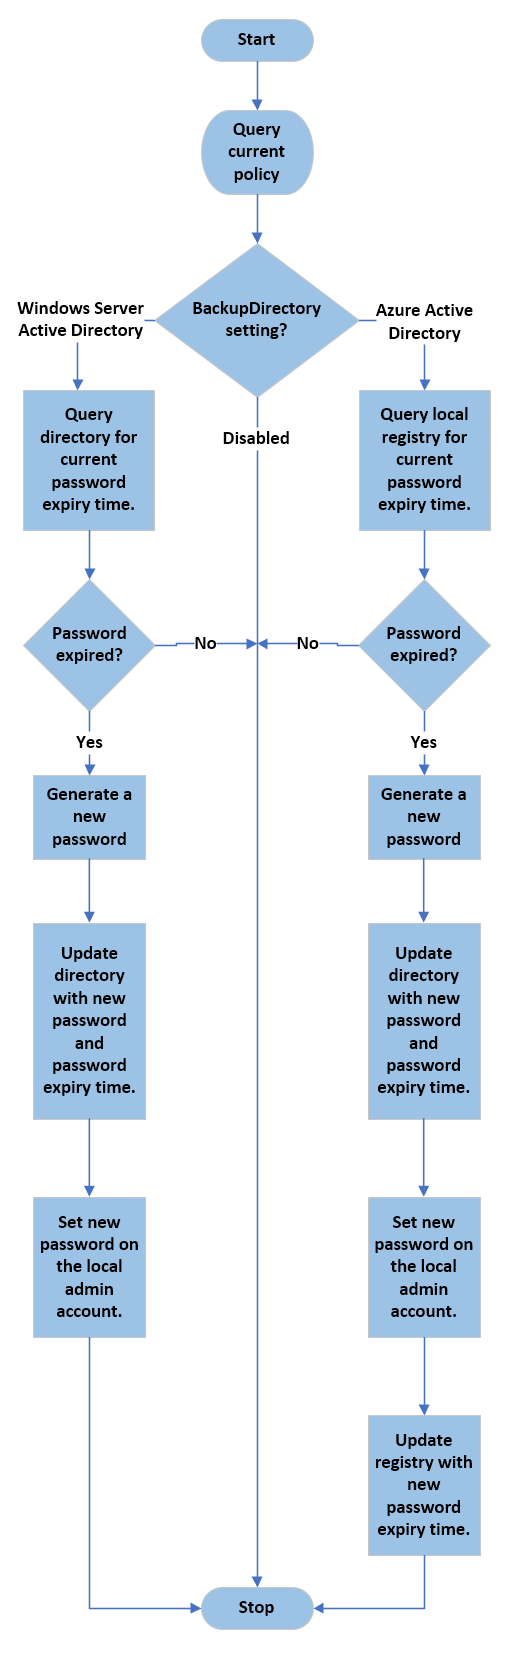 Start
Query
current
policy
BackupDirectory
setting?
Windows Server
Active Directory
Azure Active
Directory
Disabled
Query
directory for
current
password
expiry time.
Query local
registry for
current
password
expiry time.
Password
expired?
No
No
Password
expired?
Yes
Yes
Generate a
new
password
Generate a
new
password
Update
directory
with new
password
and
password
expiry time.
Update
directory
with new
password
and
password
expiry time.
Set new
password on
the local
admin
account.
Set new
password on
the local
admin
account.
Update
registry with
new
password
expiry time.
Stop